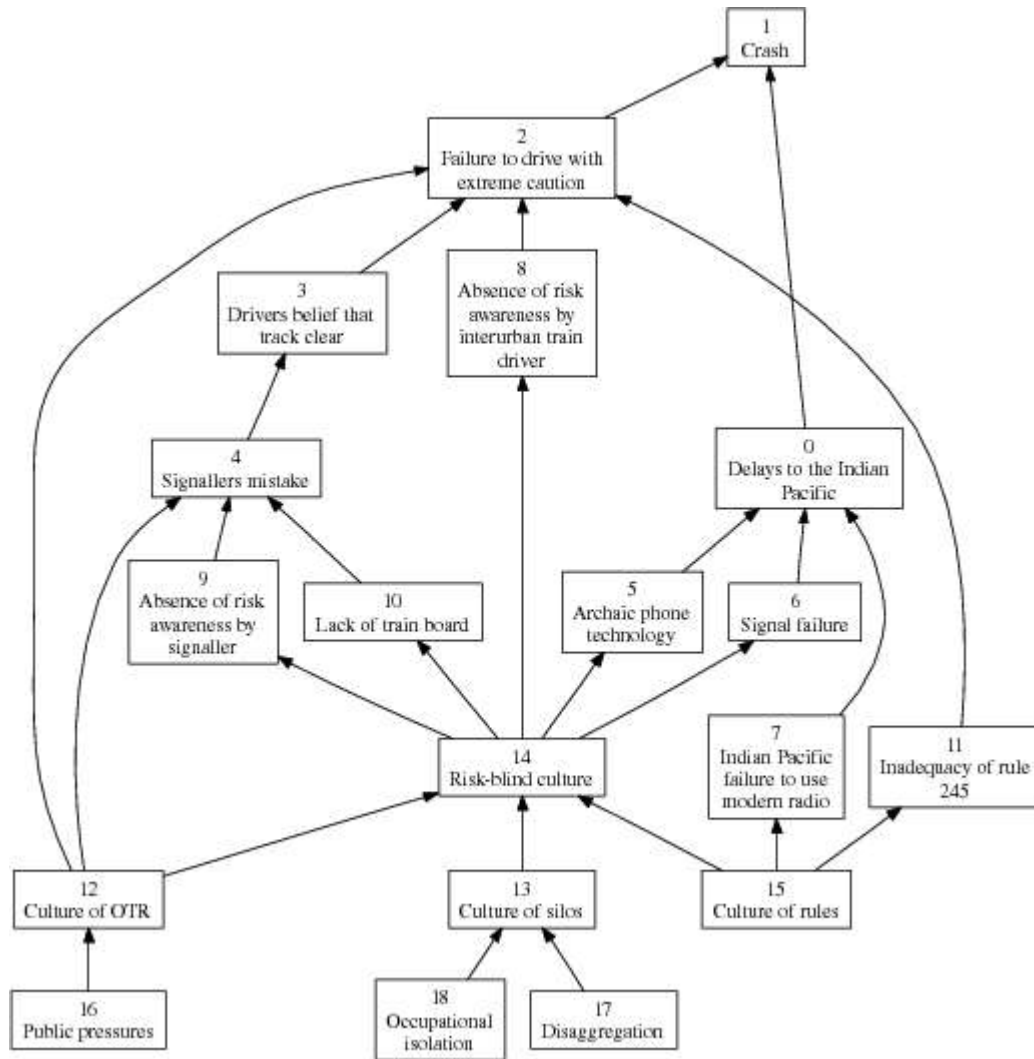 1
Crash
2
Failure to drive with
extreme caution
3
Drivers belief that
track clear
8
Absence of risk
awareness by
interurban train
driver
4
Signallers mistake
0
Delays to the Indian
Pacific
9
Absence of risk
awareness by
signaller
10
Lack of train board
5
Archaic phone
technology
6
Signal failure
14
Risk-blind culture
7
Indian Pacific
failure to use
modern radio
11
Inadequacy of rule
245
12
Culture of OTR
13
Culture of silos
15
Culture of rules
16
Public pressures
18
Occupational
isolation
17
Disaggregation